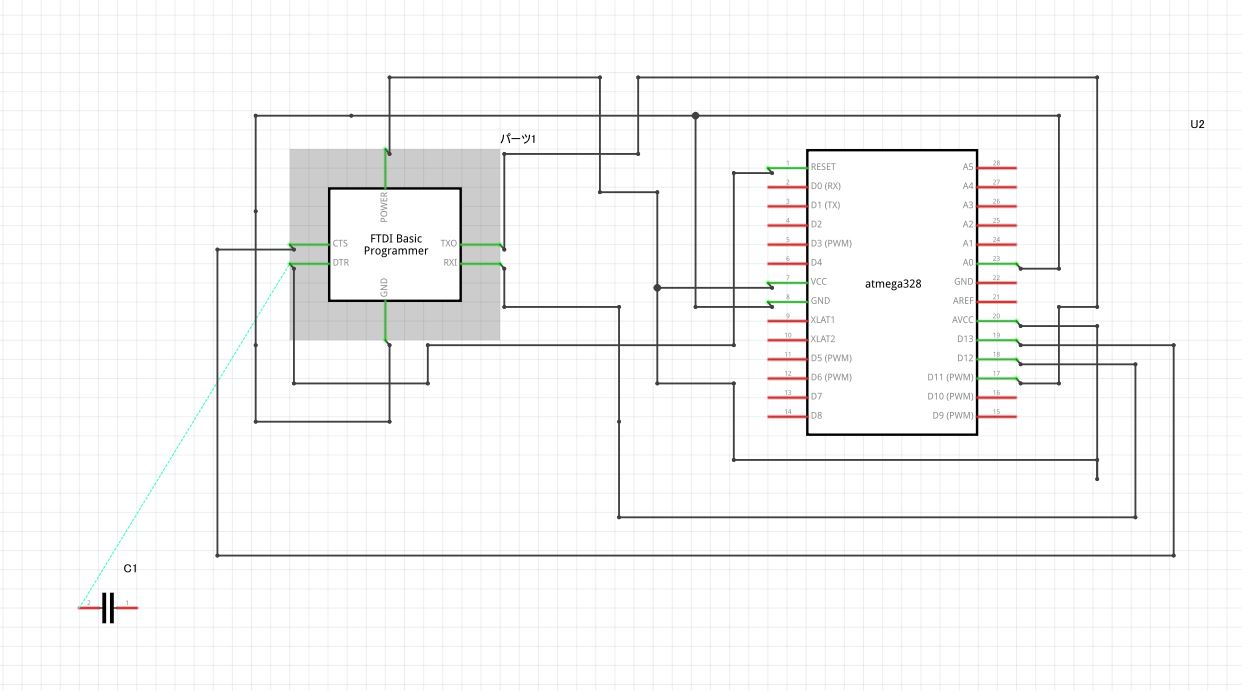 U2
パーツ1
POWER
CTS
DTR
FTDI Basic
Programmer
TXO
RXI
GND
1 RESET
2 D0 (RX)
3 D1 (TX)
4 D2
5 D3 (PWM)
6 D4
7 VCC
8 GND
9 XLAT1
10 XLAT2
11 D5 (PWM)
12 D6 (PWM)
13 D7
14 D8
atmega328
A5 28
A4 27
A3 26
A2 25
A1 24
A0 23
GND 22
AREF 21
AVCC 20
D13 19
D12 18
D11 (PWM) 17
D10 (PWM) 16
D9 (PWM) 15
C1
2 1